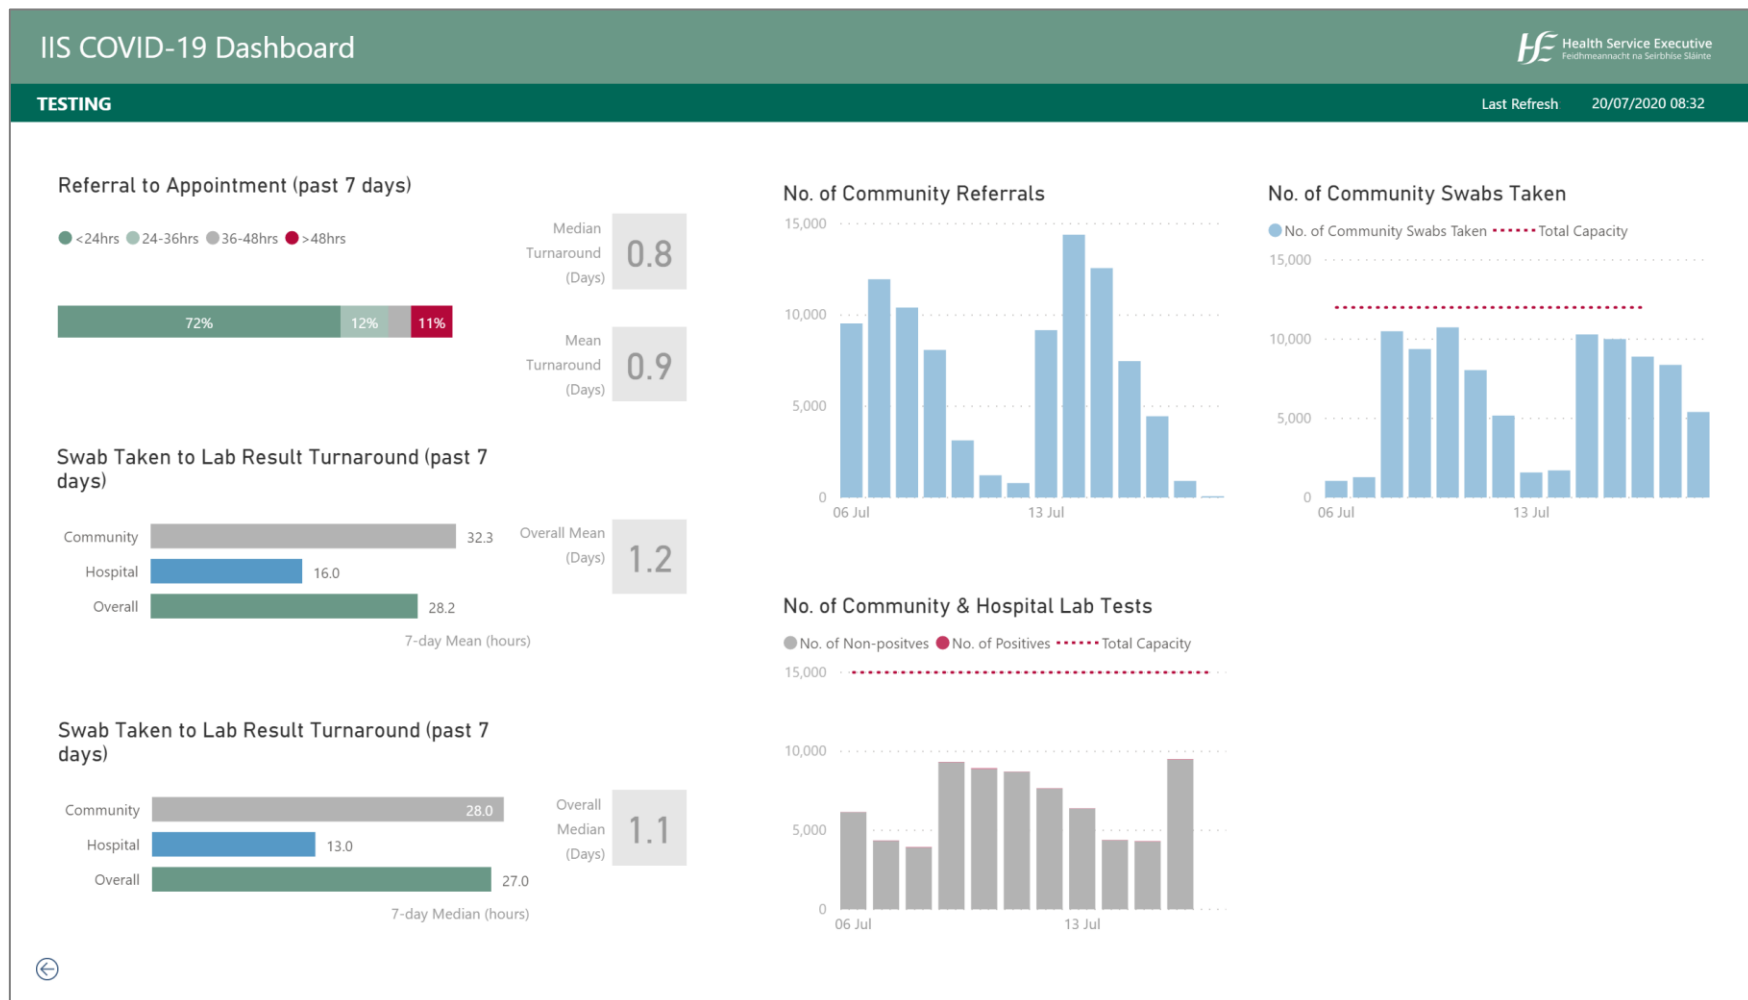 IIS COVID-19 Dashboard
Health Service Executive
Feidhmeannacht na Seirbhíse Sláinte
TESTING
Last Refresh 20/07/2020 08:32
Referral to Appointment (past 7 days)
<24hrs 24-36hrs 36-48hrs >48hrs
72% 12% 11%
Median
Turnaround
(Days)
0.8
Mean
Turnaround
(Days)
0.9
Swab Taken to Lab Result Turnaround (past 7
days)
Community 32.3
Hospital 16.0
Overall 28.2
7-day Mean (hours)
Overall Mean
(Days)
1.2
Swab Taken to Lab Result Turnaround (past 7
days)
Community 28.0
Hospital 13.0
Overall 27.0
7-day Median (hours)
Overall
Median
(Days)
1.1
No. of Community Referrals
15,000
10,000
5,000
0
06 Jul 13 Jul
No. of Community Swabs Taken
No. of Community Swabs Taken Total Capacity
15,000
10,000
5,000
0
06 Jul 13 Jul
No. of Community & Hospital Lab Tests
No. of Non-positves No. of Positives Total Capacity
15,000
10,000
5,000
0
06 Jul 13 Jul